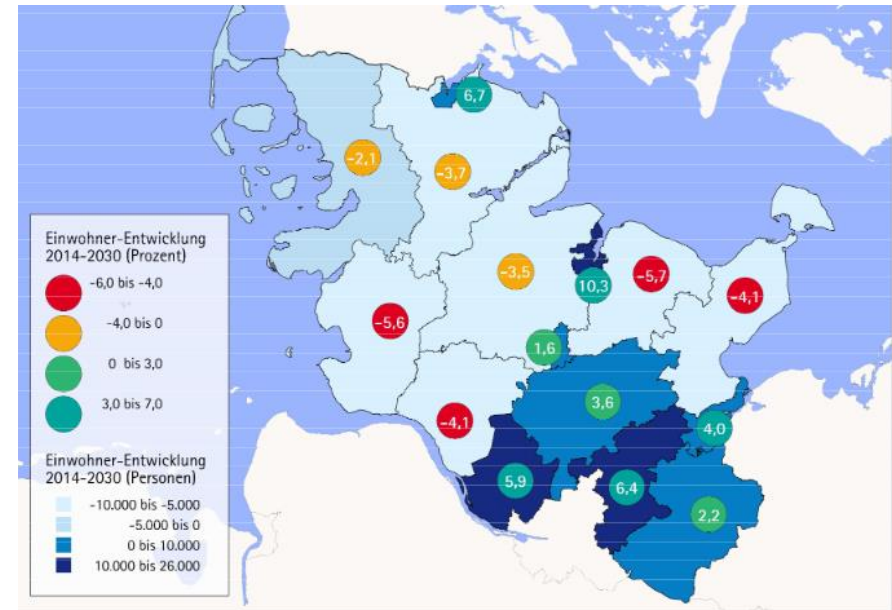 6,7
-2,1
-3,7
-3,5
10,3
-5,7
-4,1
-5,6
1,6
3,6
-4,1
4,0
5,9
6,4
2,2
Einwohner-Entwicklung
2014-2030 (Prozent)
-6,0 bis -4,0
-4,0 bis 0
0 bis 3,0
3,0 bis 7,0
Einwohner-Entwicklung
2014-2030 (Personen)
-10.000 bis -5.000
-5.000 bis 0
0 bis 10.000
10.000 bis 26.000